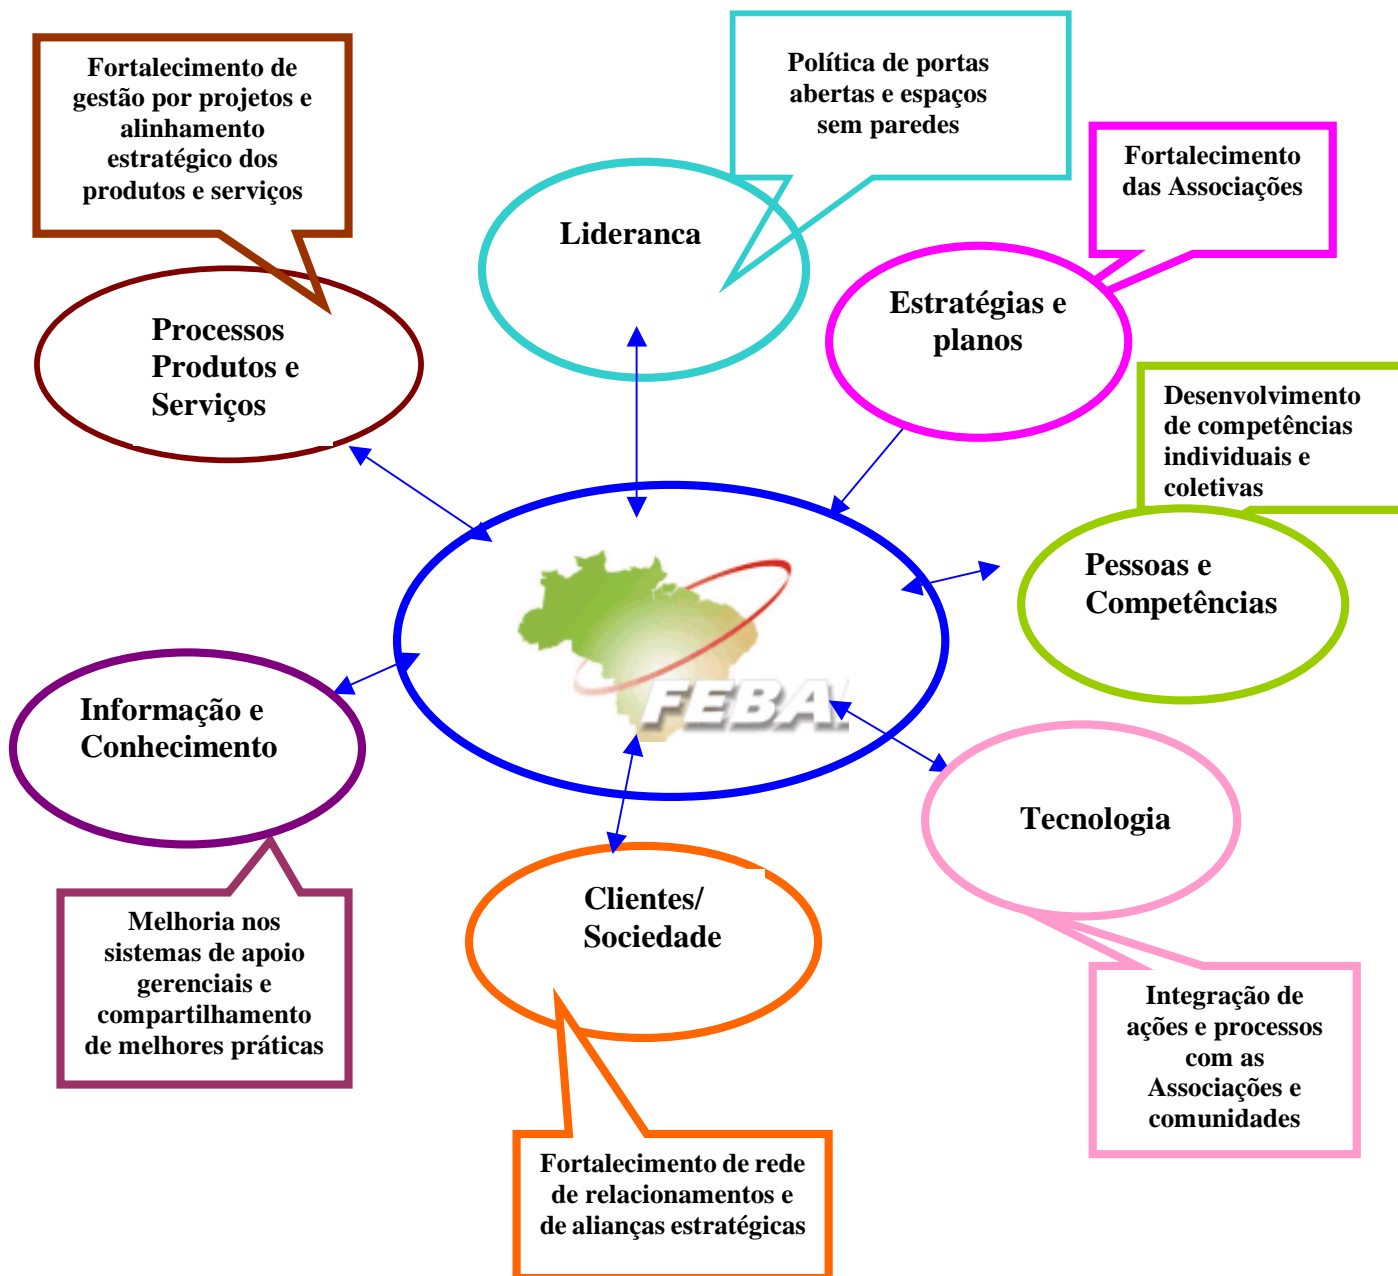 Fortalecimento de
gestão por projetos e
alinhamento
estratégico dos
produtos e serviços
Política de portas
abertas e espaços
sem paredes
Fortalecimento
das Associações
Lideranca
Estratégias e
planos
Processos
Produtos e
Serviços
Desenvolvimento
de competências
individuais e
coletivas
Pessoas e
Competências
FEBA
Informação e
Conhecimento
Tecnologia
Clientes/
Sociedade
Melhoria nos
sistemas de apoio
gerenciais e
compartilhamento
de melhores práticas
Integração de
ações e processos
com as
Associações e
comunidades
Fortalecimento de rede
de relacionamentos e
de alianças estratégicas